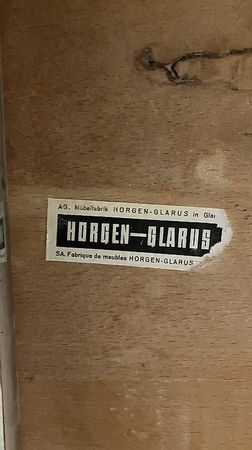 AG. Möbelfabrik HORGEN-GLARUS in Glar
HORGEN-GLARUS
SA. Fabrique de meubles HORGEN-GLARUS